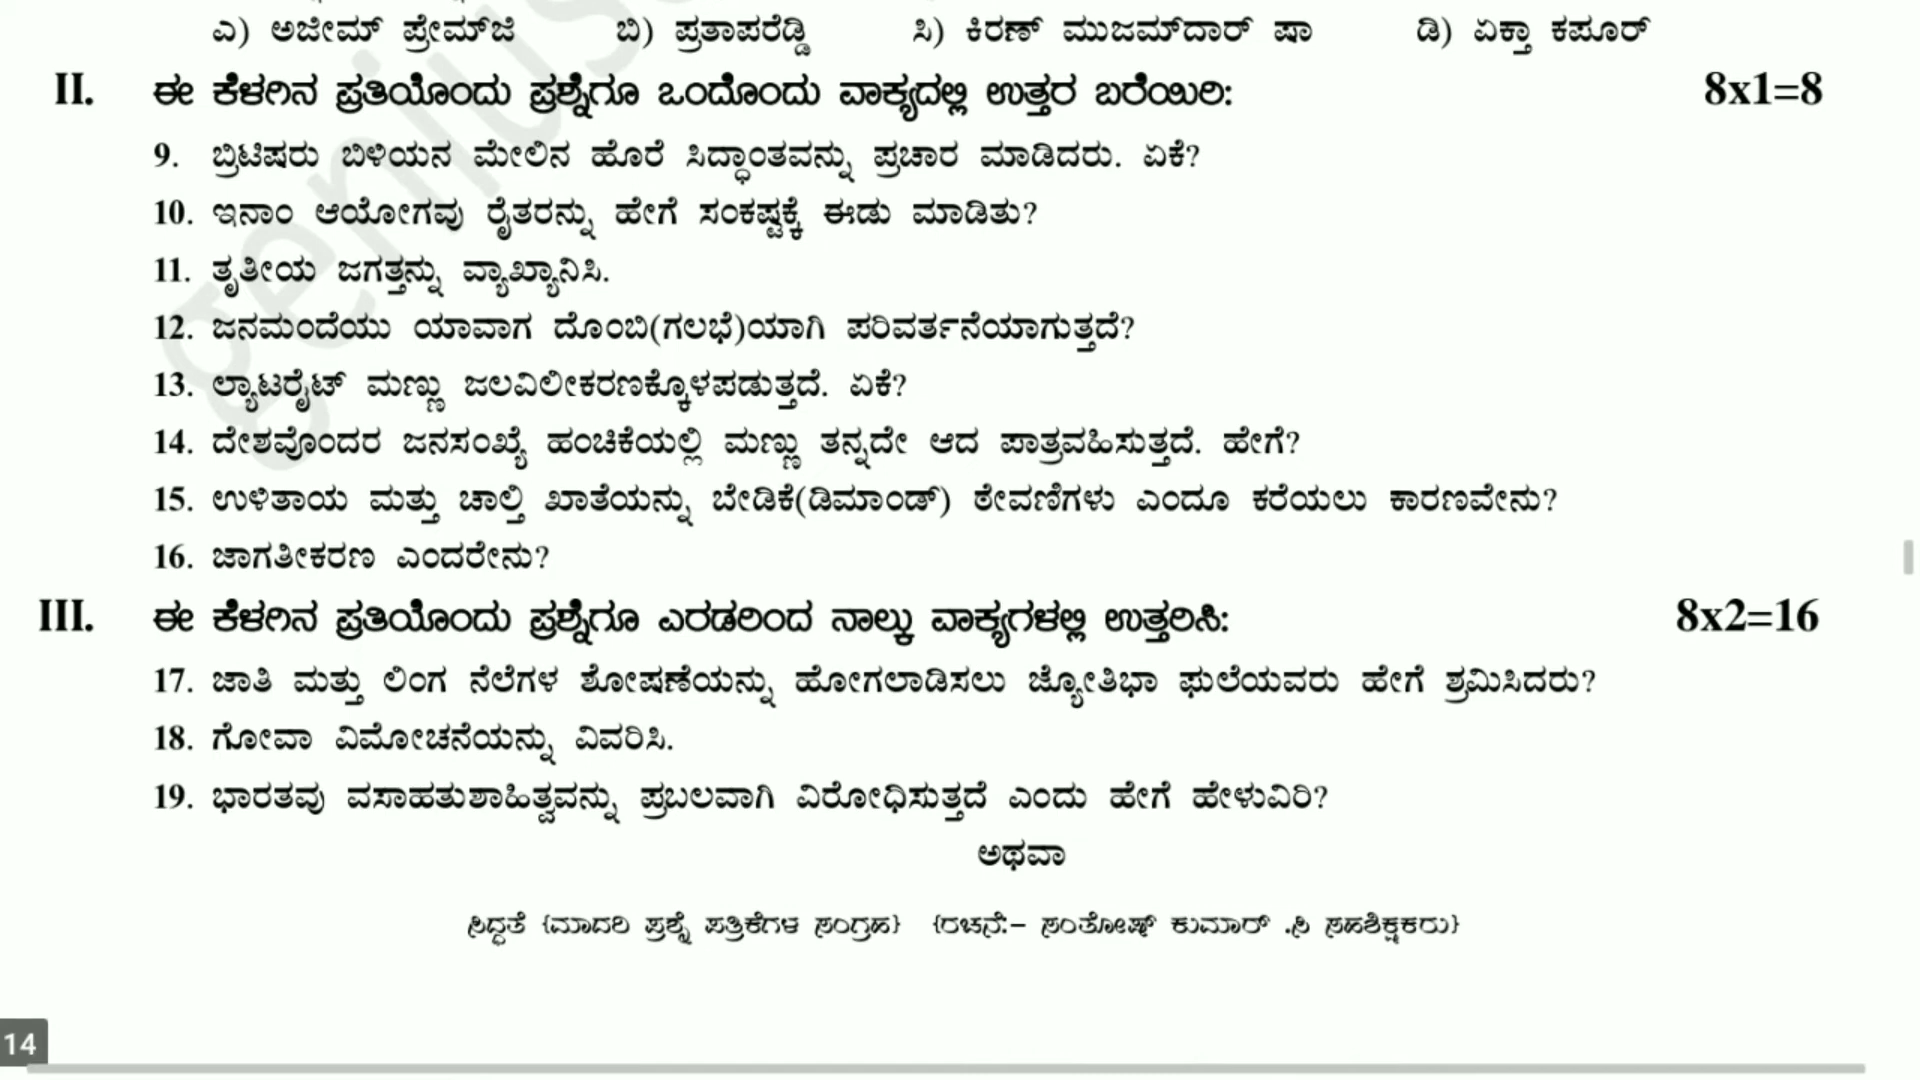 ಎ) ಅಜೀಮ್ ಪ್ರೇಮ್‌ಜಿ ಬಿ) ಪ್ರತಾಪರೆಡ್ಡಿ ಸಿ) ಕಿರಣ್ ಮುಜಮ್‌ದಾರ್ ಷಾ ಡಿ) ಏಕ್ತಾ ಕಪೂರ್
II. ಈ ಕೆಳಗಿನ ಪ್ರತಿಯೊಂದು ಪ್ರಶ್ನೆಗೂ ಒಂದೊಂದು ವಾಕ್ಯದಲ್ಲಿ ಉತ್ತರ ಬರೆಯಿರಿ: 8x1=8
9. ಬ್ರಿಟಿಷರು ಬಿಳಿಯನ ಮೇಲಿನ ಹೊರೆ ಸಿದ್ಧಾಂತವನ್ನು ಪ್ರಚಾರ ಮಾಡಿದರು. ಏಕೆ?
10. ಇನಾಂ ಆಯೋಗವು ರೈತರನ್ನು ಹೇಗೆ ಸಂಕಷ್ಟಕ್ಕೆ ಈಡು ಮಾಡಿತು?
11. ತೃತೀಯ ಜಗತ್ತನ್ನು ವ್ಯಾಖ್ಯಾನಿಸಿ.
12. ಜನಮಂದೆಯು ಯಾವಾಗ ದೊಂಬಿ(ಗಲಭೆ)ಯಾಗಿ ಪರಿವರ್ತನೆಯಾಗುತ್ತದೆ?
13. ಲ್ಯಾಟರೈಟ್ ಮಣ್ಣು ಜಲವಿಲೀಕರಣಕ್ಕೊಳಪಡುತ್ತದೆ. ಏಕೆ?
14. ದೇಶವೊಂದರ ಜನಸಂಖ್ಯೆ ಹಂಚಿಕೆಯಲ್ಲಿ ಮಣ್ಣು ತನ್ನದೇ ಆದ ಪಾತ್ರವಹಿಸುತ್ತದೆ. ಹೇಗೆ?
15. ಉಳಿತಾಯ ಮತ್ತು ಚಾಲ್ತಿ ಖಾತೆಯನ್ನು ಬೇಡಿಕೆ(ಡಿಮಾಂಡ್) ಠೇವಣಿಗಳು ಎಂದೂ ಕರೆಯಲು ಕಾರಣವೇನು?
16. ಜಾಗತೀಕರಣ ಎಂದರೇನು?
III. ಈ ಕೆಳಗಿನ ಪ್ರತಿಯೊಂದು ಪ್ರಶ್ನೆಗೂ ಎರಡರಿಂದ ನಾಲ್ಕು ವಾಕ್ಯಗಳಲ್ಲಿ ಉತ್ತರಿಸಿ: 8x2=16
17. ಜಾತಿ ಮತ್ತು ಲಿಂಗ ನೆಲೆಗಳ ಶೋಷಣೆಯನ್ನು ಹೋಗಲಾಡಿಸಲು ಜ್ಯೋತಿಭಾ ಫುಲೆಯವರು ಹೇಗೆ ಶ್ರಮಿಸಿದರು?
18. ಗೋವಾ ವಿಮೋಚನೆಯನ್ನು ವಿವರಿಸಿ.
19. ಭಾರತವು ವಸಾಹತುಶಾಹಿತ್ವವನ್ನು ಪ್ರಬಲವಾಗಿ ವಿರೋಧಿಸುತ್ತದೆ ಎಂದು ಹೇಗೆ ಹೇಳುವಿರಿ?
ಅಥವಾ
ಸಿದ್ಧತೆ {ಮಾದರಿ ಪ್ರಶ್ನೆ ಪತ್ರಿಕೆಗಳ ಸಂಗ್ರಹ} {ರಚನೆ:- ಸಂತೋಷ್ ಕುಮಾರ್ .ಸಿ ಸಹಶಿಕ್ಷಕರು}
14